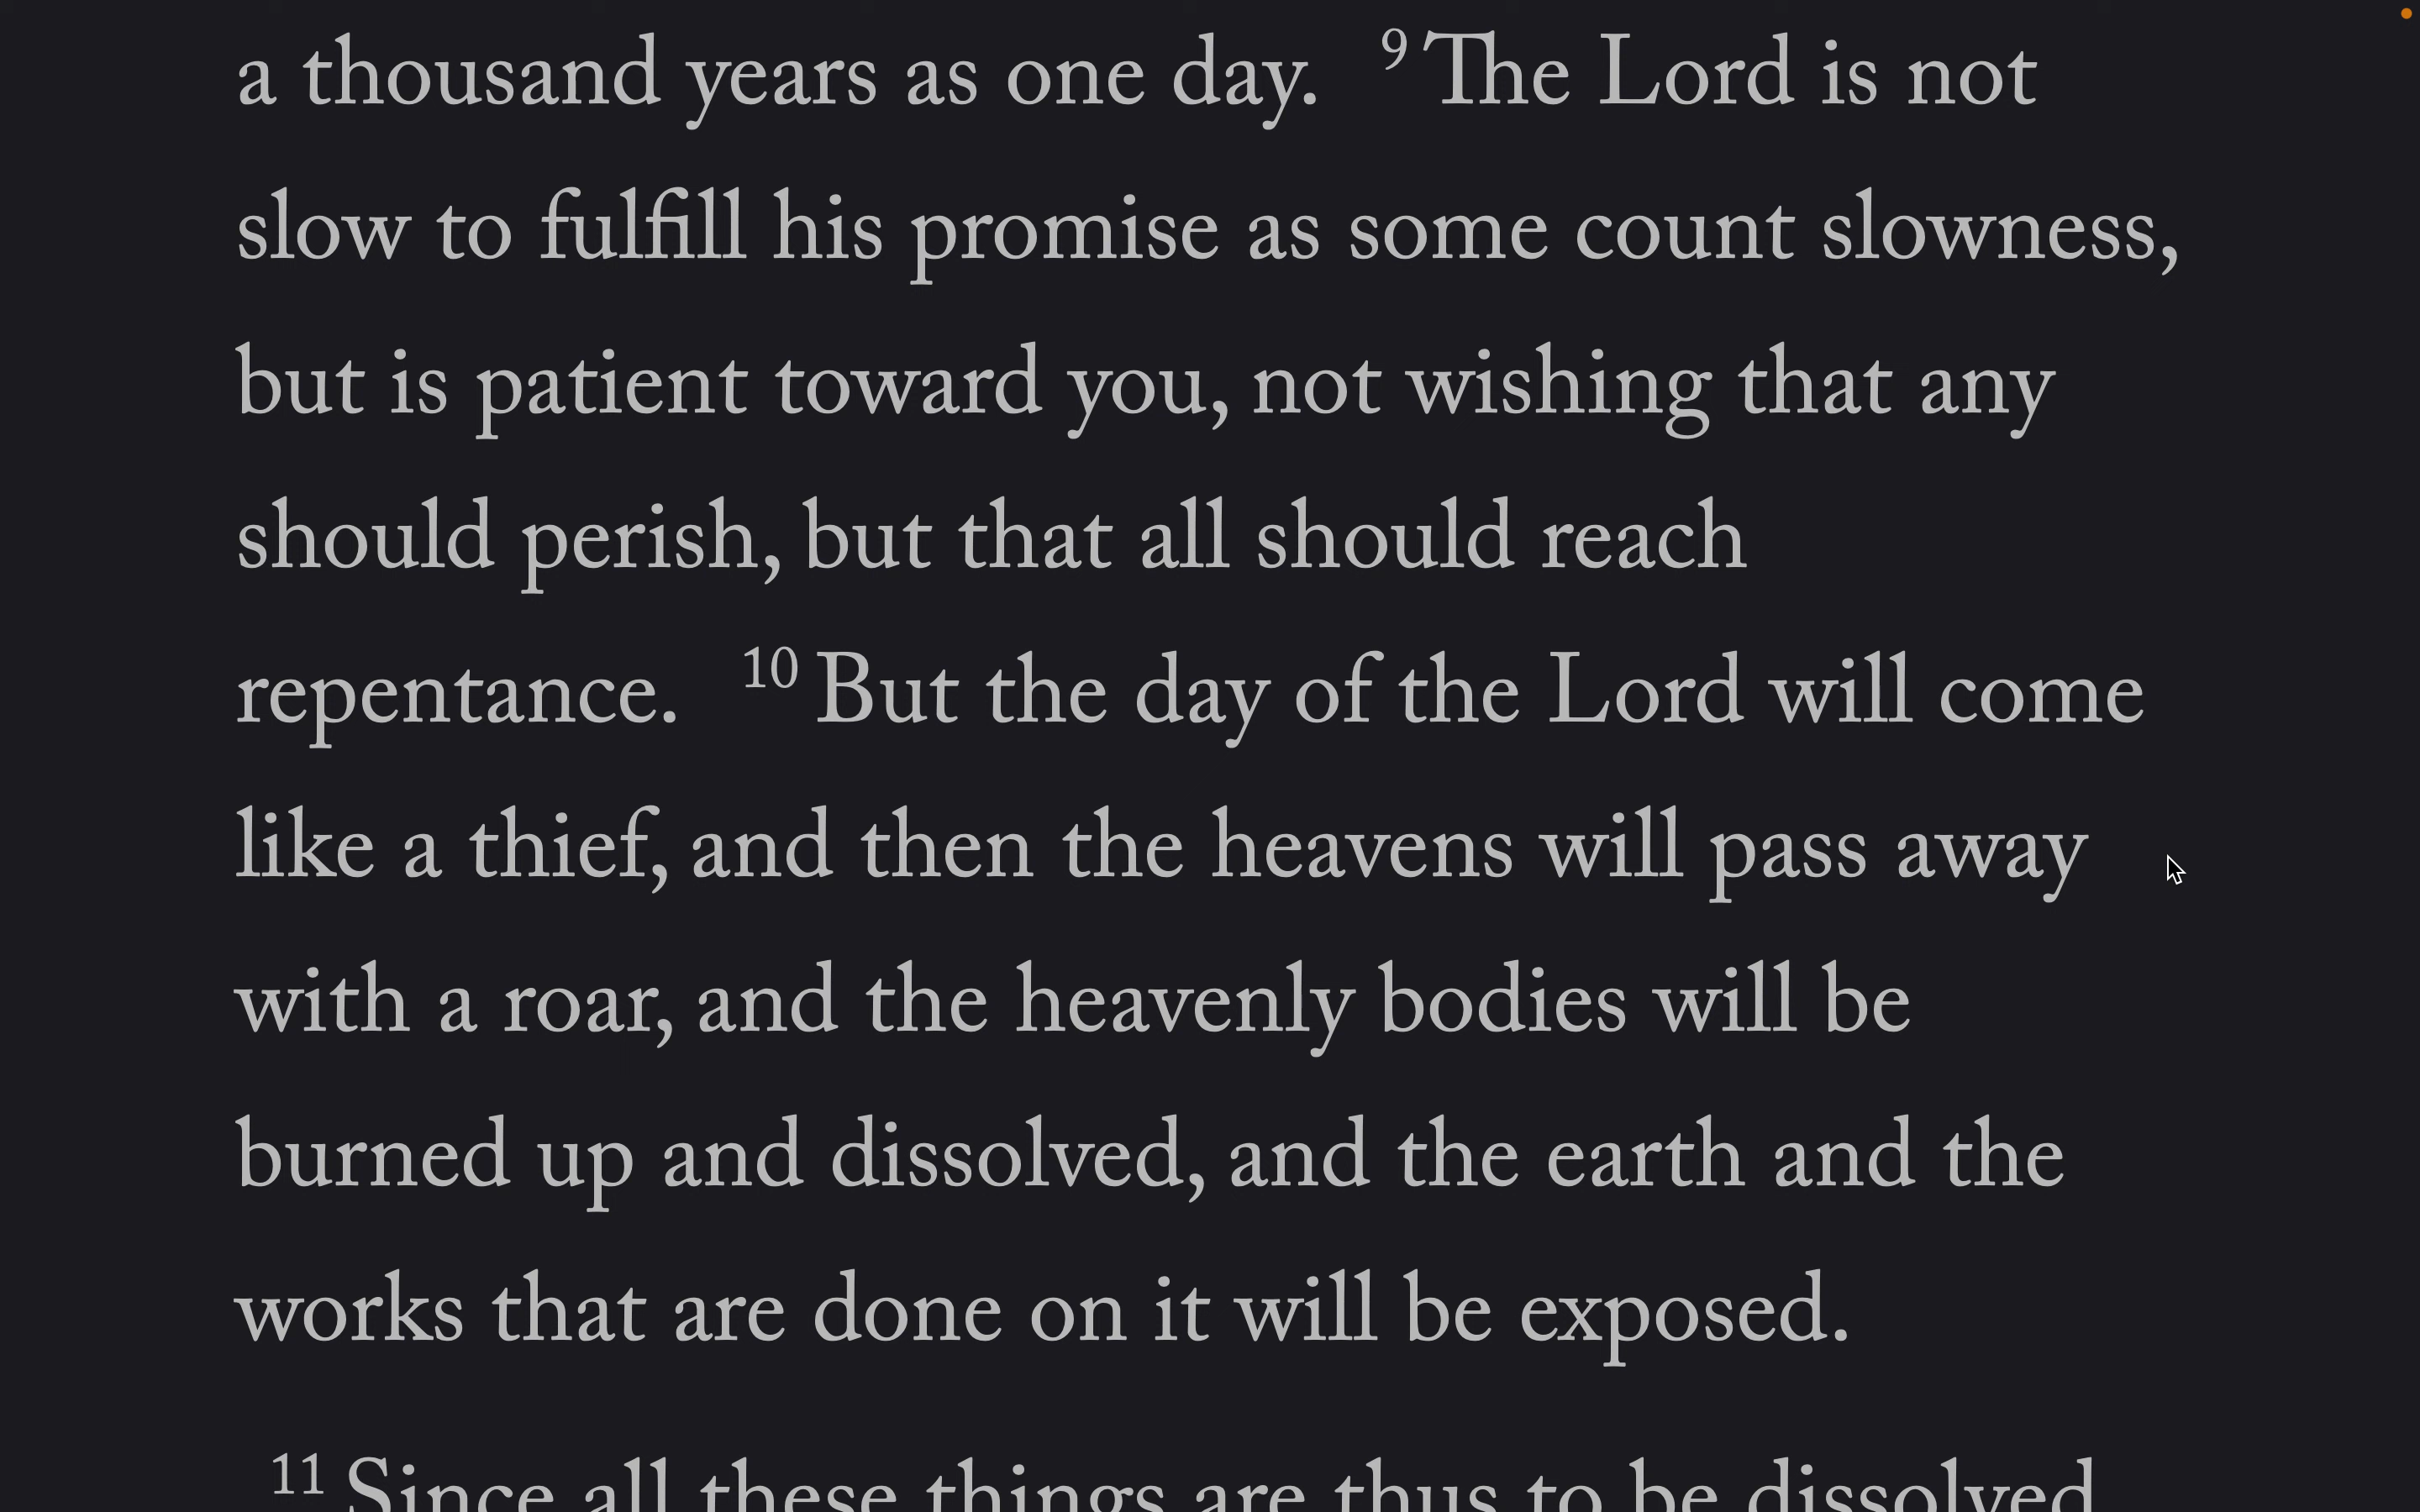 a thousand years as one day. 9 The Lord is not
slow to fulfill his promise as some count slowness,
but is patient toward you, not wishing that any
should perish, but that all should reach
repentance. 10 But the day of the Lord will come
like a thief, and then the heavens will pass away
with a roar, and the heavenly bodies will be
burned up and dissolved, and the earth and the
works that are done on it will be exposed.
11 Since all these things are thus to be dissolved